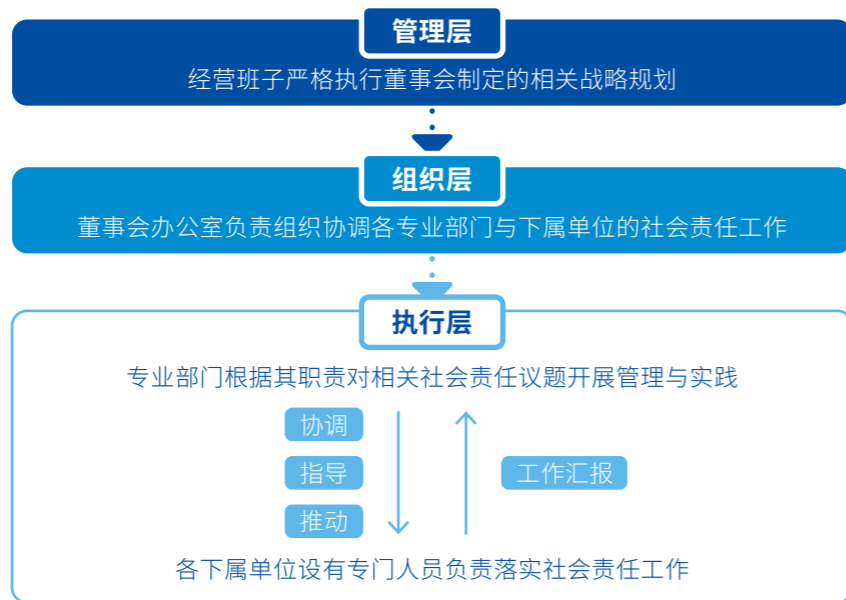 管理层
经营班子严格执行董事会制定的相关战略规划
组织层
董事会办公室负责组织协调各专业部门与下属单位的社会责任工作
执行层
专业部门根据其职责对相关社会责任议题开展管理与实践
协调
指导
推动
工作汇报
各下属单位设有专门人员负责落实社会责任工作